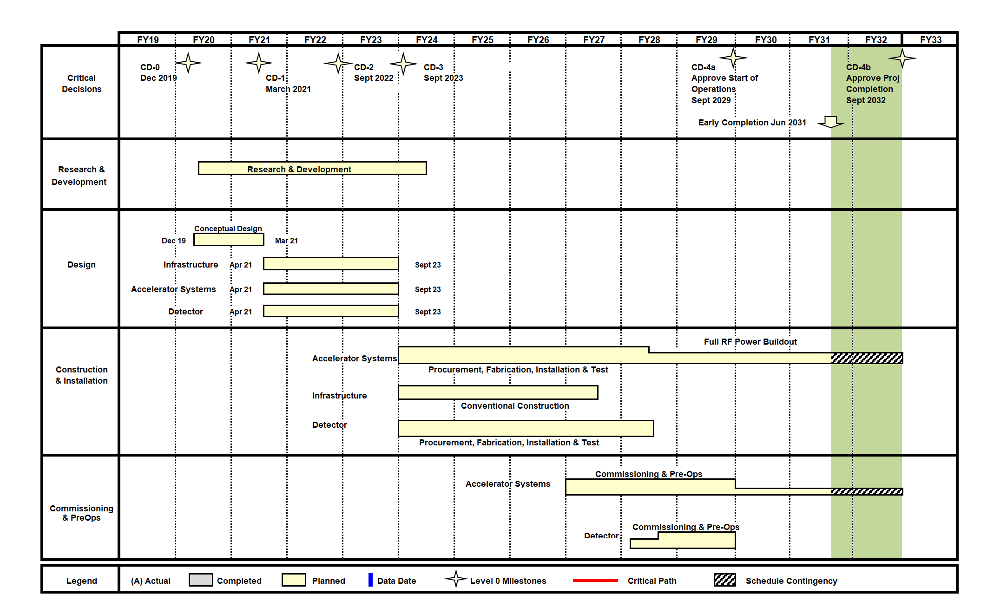 FY19 FY20 FY21 FY22 FY23 FY24 FY25 FY26 FY27 FY28 FY29 FY30 FY31 FY32 FY33
Critical
Decisions
CD-0
Dec 2019
CD-1
March 2021
CD-2
Sept 2022
CD-3
Sept 2023
CD-4a
Approve Start of
Operations
Sept 2029
CD-4b
Approve Proj
Completion
Sept 2032
Early Completion Jun 2031
Research &
Development
Research & Development
Design
Conceptual Design
Dec 19 Mar 21
Infrastructure Apr 21 Sept 23
Accelerator Systems Apr 21 Sept 23
Detector Apr 21 Sept 23
Construction
& Installation
Full RF Power Buildout
Accelerator Systems
Procurement, Fabrication, Installation & Test
Infrastructure
Conventional Construction
Detector
Procurement, Fabrication, Installation & Test
Commissioning
& PreOps
Commissioning & Pre-Ops
Accelerator Systems
Commissioning & Pre-Ops
Detector
Legend (A) Actual Completed Planned Data Date Level 0 Milestones Critical Path Schedule Contingency